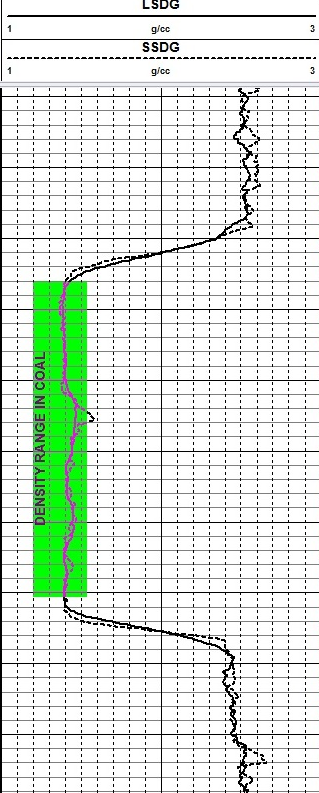 LSDG
1 g/cc 3
SSDG
1 g/cc 3
DENSITY RANGE IN COAL